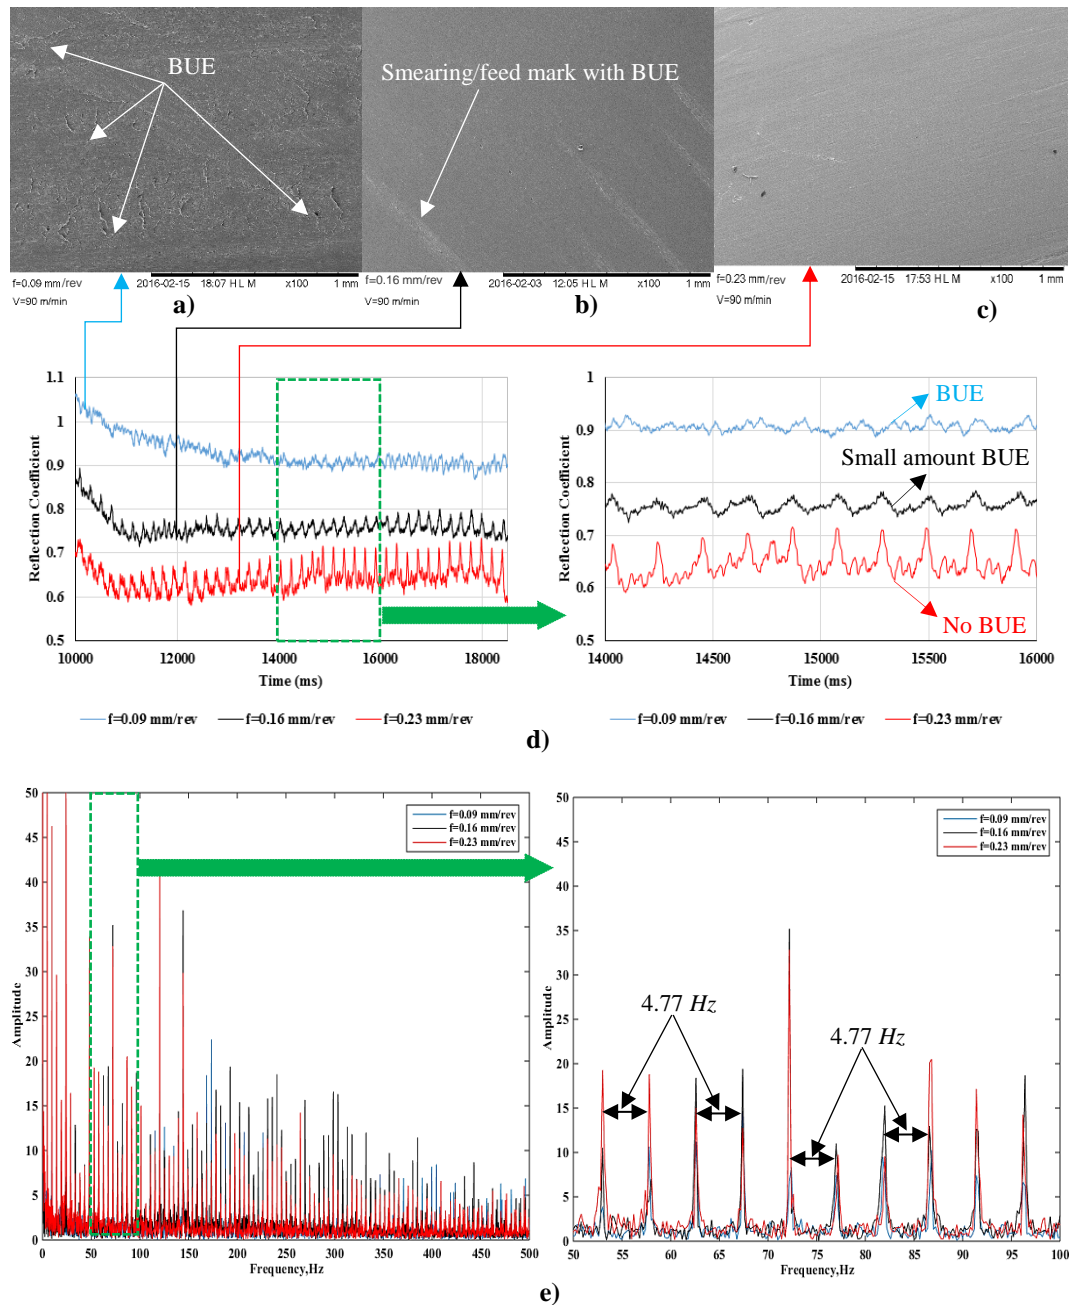 BUE
Smearing/feed mark with BUE
f=0.09 mm/rev
2016-02-15 18:07 H L M x100 1 mm
V=90 m/min
a)
f=0.16 mm/rev
2016-02-03 12:05 H L M x100 1 mm
V=90 m/min
b)
f=0.23 mm/rev
2016-02-15 17:53 H L M x100 1 mm
V=90 m/min
c)
1.1
1
0.9
0.8
0.7
0.6
0.5
Reflection Coefficient
10000 12000 14000 16000 18000
Time (ms)
f=0.09 mm/rev f=0.16 mm/rev f=0.23 mm/rev
1
0.9
0.8
0.7
0.6
0.5
Reflection Coefficient
BUE
Small amount BUE
No BUE
14000 14500 15000 15500 16000
Time (ms)
f=0.09 mm/rev f=0.16 mm/rev f=0.23 mm/rev
d)
50
45
40
35
30
25
20
15
10
5
0
Amplitude
f=0.09 mm/rev
f=0.16 mm/rev
f=0.23 mm/rev
0 50 100 150 200 250 300 350 400 450 500
Frequency,Hz
50
45
40
35
30
25
20
15
10
5
0
Amplitude
f=0.09 mm/rev
f=0.16 mm/rev
f=0.23 mm/rev
4.77 Hz
4.77 Hz
50 55 60 65 70 75 80 85 90 95 100
Frequency,Hz
e)